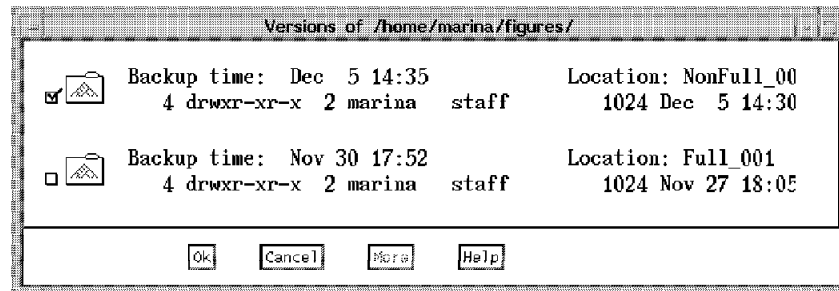 Versions of /home/marina/figures/
Backup time: Dec 5 14:35 Location: NonFull_00
4 drwxr-xr-x 2 marina staff 1024 Dec 5 14:30
Backup time: Nov 30 17:52 Location: Full_001
4 drwxr-xr-x 2 marina staff 1024 Nov 27 18:05
Ok Cancel More Help